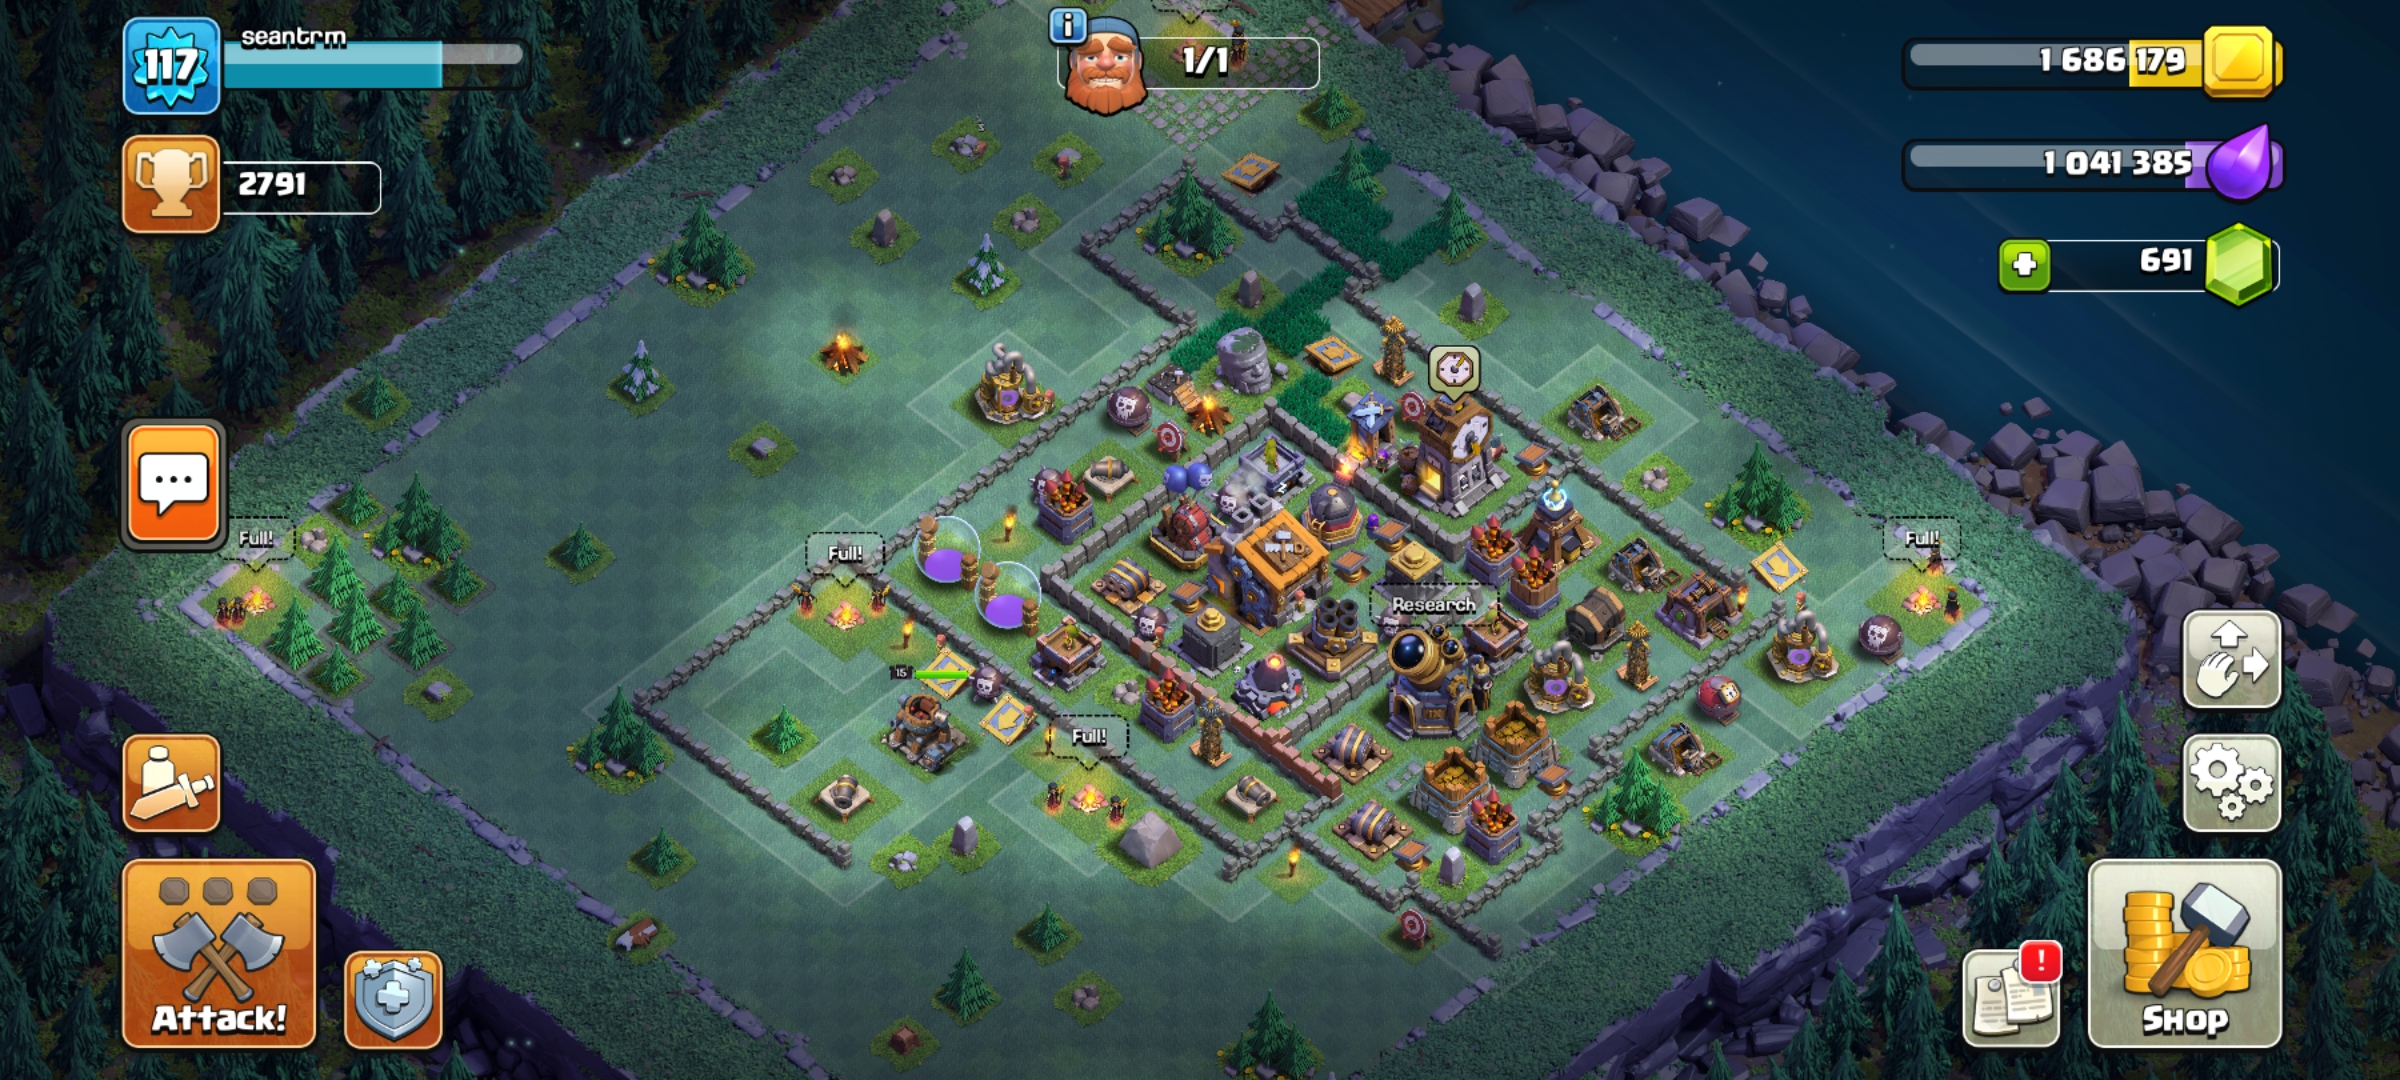 117
seantrm
1/1
1 686 179
2791
1 041 385
691
Full!
Full!
Full!
Research
15
Full!
Attack!
!
Shop